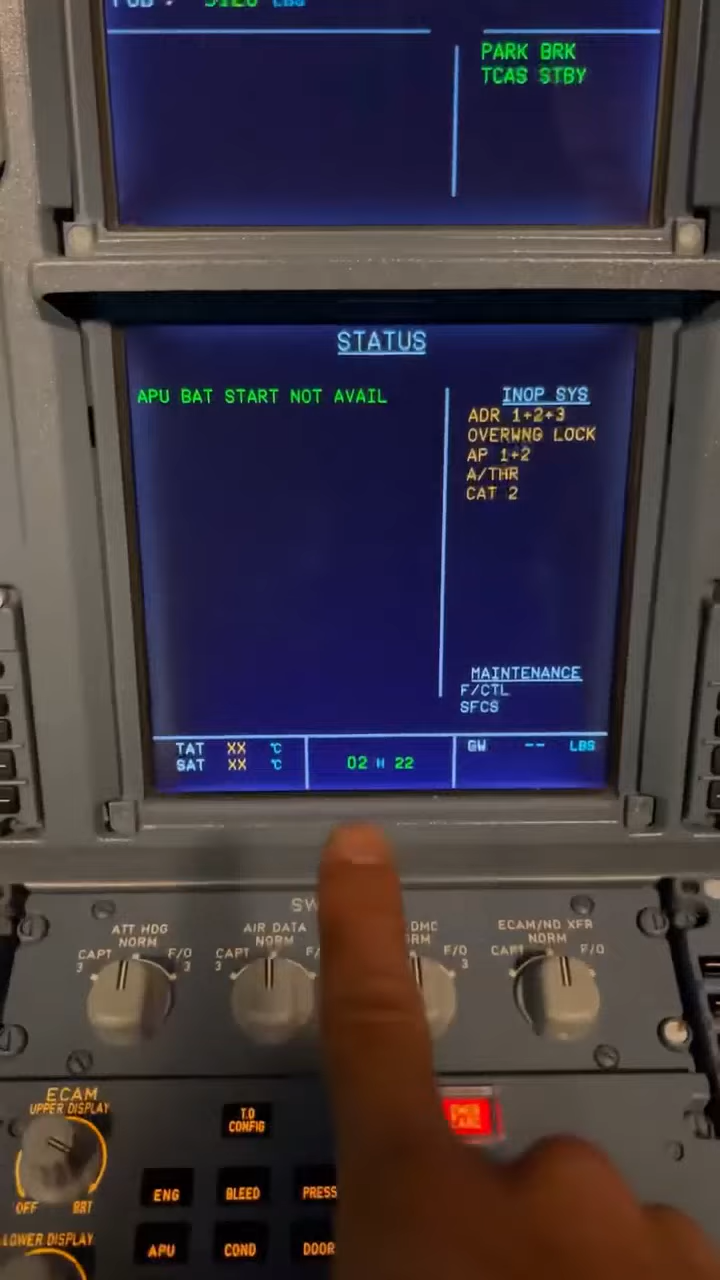 LBS
PARK BRK
TCAS STBY
STATUS
APU BAT START NOT AVAIL
INOP SYS
ADR 1+2+3
OVERWNG LOCK
AP 1+2
A/THR
CAT 2
MAINTENANCE
F/CTL
SFCS
TAT XX °C
SAT XX °C
02 H 22
GW -- LBS
ATT HDG
NORM
CAPT
3
F/O
3
AIR DATA
NORM
CAPT
3
DMC
F/O
3
ECAM/ND XFR
NORM
CAPT
F/O
ECAM
UPPER DISPLAY
OFF
BRT
LOWER DISPLAY
T.O
CONFIG
ENG
BLEED
PRESS
APU
COND
DOOR